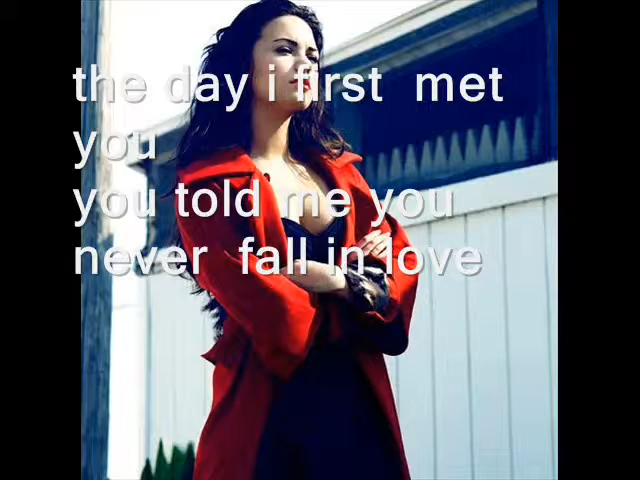 the day i first met
you
you told me you
never fall in love